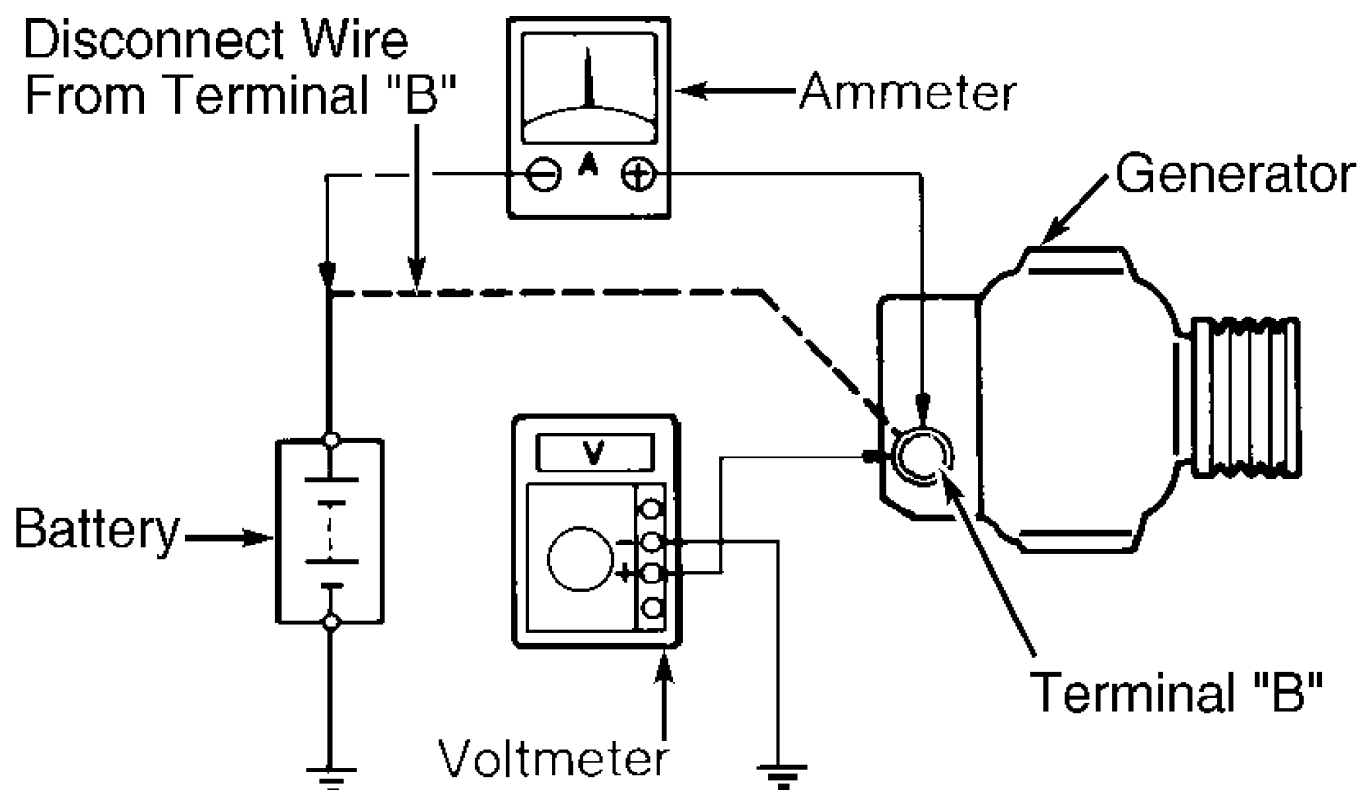 Disconnect Wire
From Terminal "B"
Ammeter
A
− +
Generator
V
Battery
−
+
Terminal "B"
Voltmeter